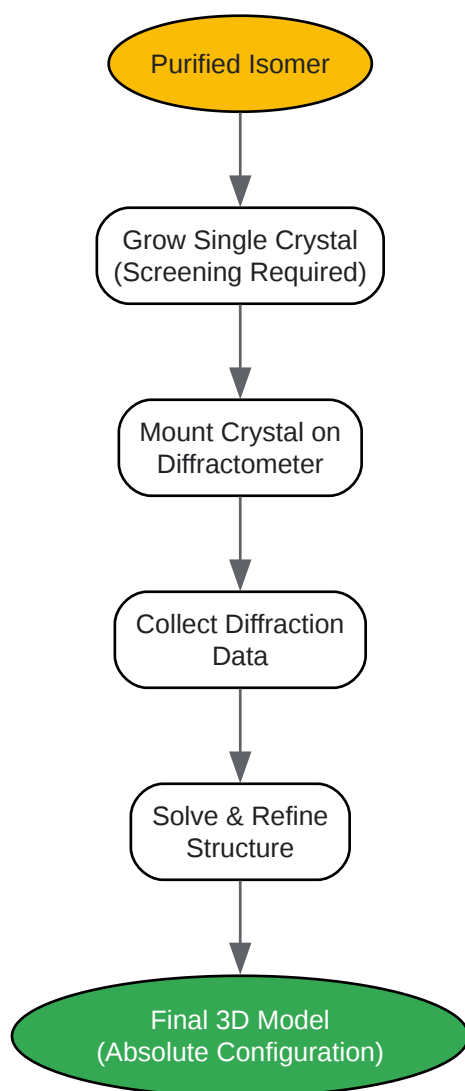 Purified Isomer
Grow Single Crystal
(Screening Required)
Mount Crystal on
Diffractometer
Collect Diffraction
Data
Solve & Refine
Structure
Final 3D Model
(Absolute Configuration)